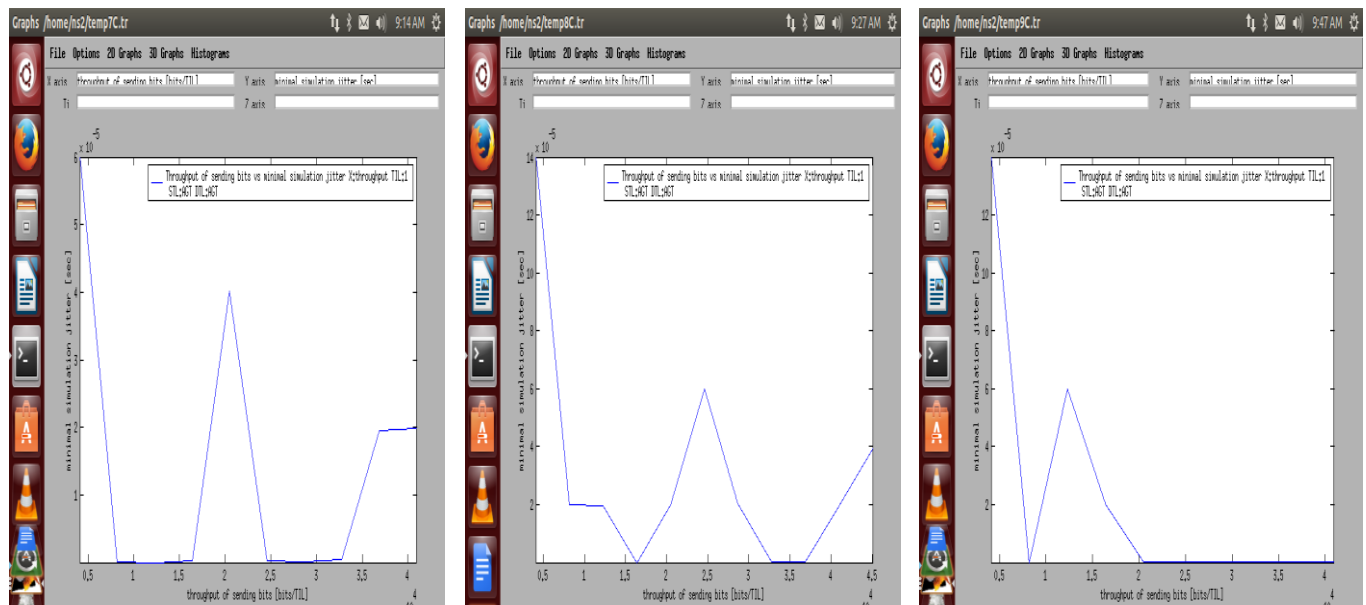 Graphs /home/ns2/temp7C.tr 9:14 AM
File Options 2D Graphs 3D Graphs Histograms
X axis throughput of sending bits [bits/TIL] Y axis minimal simulation jitter [sec]
Ti Z axis
-5
x 10
6
5
4
3
2
1
Throughput of sending bits vs minimal simulation jitter X:throughput TIL:1
STL:AGT DTL:AGT
minimal simulation jitter [sec]
0.5 1 1.5 2 2.5 3 3.5 4
throughput of sending bits [bits/TIL]
4
Graphs /home/ns2/temp8C.tr 9:27 AM
File Options 2D Graphs 3D Graphs Histograms
X axis throughput of sending bits [bits/TIL] Y axis minimal simulation jitter [sec]
Ti Z axis
-5
x 10
14
12
10
8
6
4
2
Throughput of sending bits vs minimal simulation jitter X:throughput TIL:1
STL:AGT DTL:AGT
minimal simulation jitter [sec]
0.5 1 1.5 2 2.5 3 3.5 4 4.5
throughput of sending bits [bits/TIL]
4
Graphs /home/ns2/temp9C.tr 9:47 AM
File Options 2D Graphs 3D Graphs Histograms
X axis throughput of sending bits [bits/TIL] Y axis minimal simulation jitter [sec]
Ti Z axis
-5
x 10
12
10
8
6
4
2
Throughput of sending bits vs minimal simulation jitter X:throughput TIL:1
STL:AGT DTL:AGT
minimal simulation jitter [sec]
0.5 1 1.5 2 2.5 3 3.5 4
throughput of sending bits [bits/TIL]
4